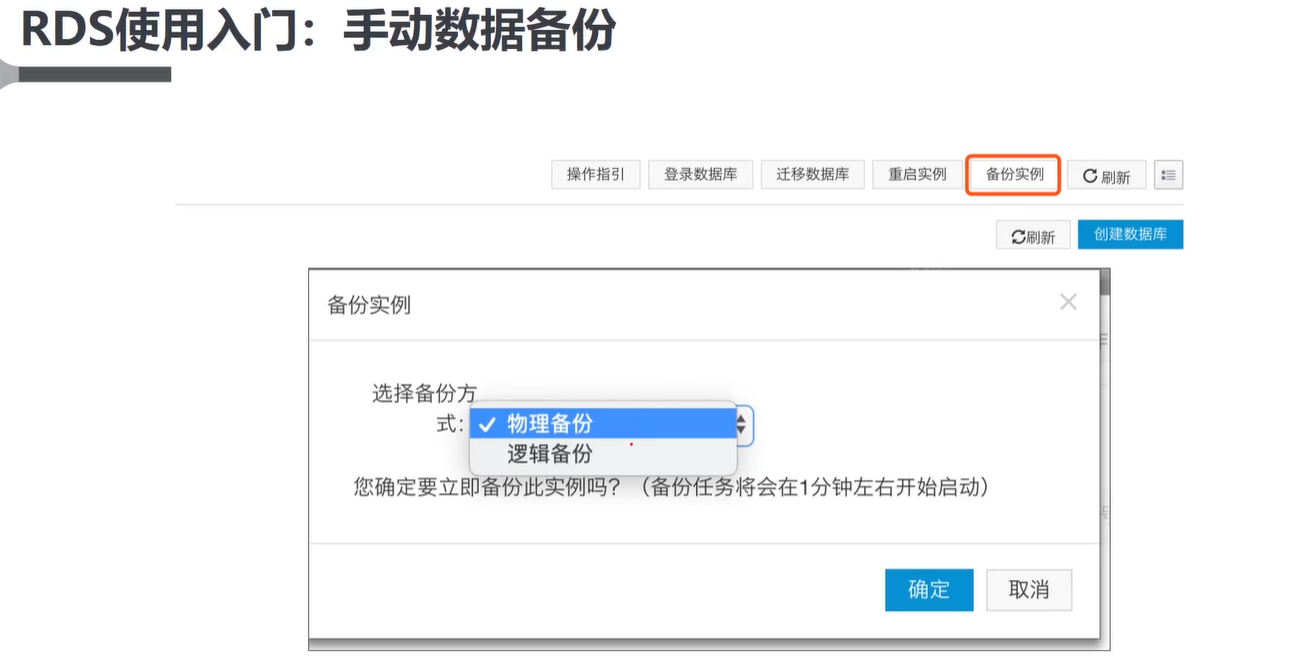 RDS使用入门：手动数据备份
操作指引 登录数据库 迁移数据库 重启实例 备份实例 刷新
刷新 创建数据库
备份实例
选择备份方
式： 物理备份
逻辑备份
您确定要立即备份此实例吗？（备份任务将会在1分钟左右开始启动）
确定 取消